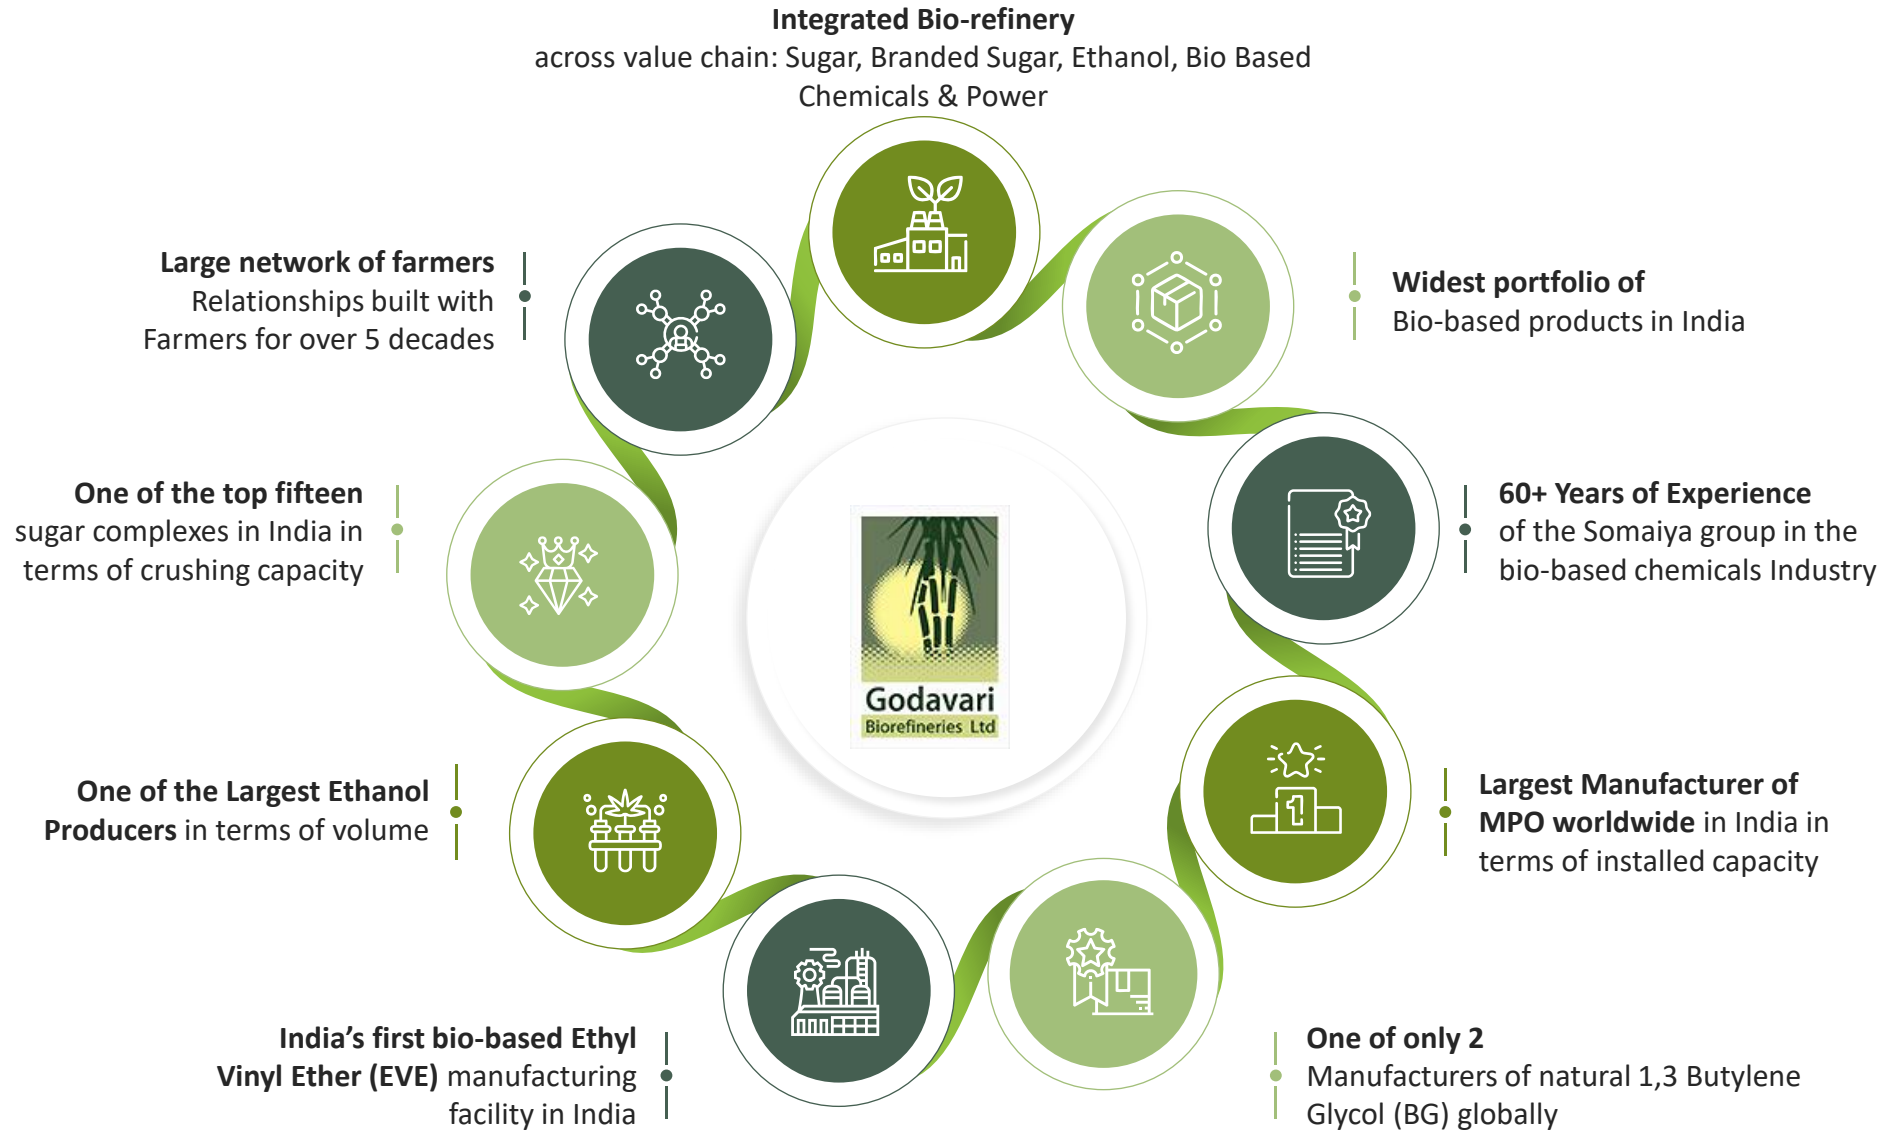 Integrated Bio-refinery
across value chain: Sugar, Branded Sugar, Ethanol, Bio Based
Chemicals & Power
Widest portfolio of
Bio-based products in India
60+ Years of Experience
of the Somaiya group in the
bio-based chemicals Industry
Largest Manufacturer of
MPO worldwide in India in
terms of installed capacity
One of only 2
Manufacturers of natural 1,3 Butylene
Glycol (BG) globally
India’s first bio-based Ethyl
Vinyl Ether (EVE) manufacturing
facility in India
One of the Largest Ethanol
Producers in terms of volume
One of the top fifteen
sugar complexes in India in
terms of crushing capacity
Large network of farmers
Relationships built with
Farmers for over 5 decades
Godavari
Biorefineries Ltd
1